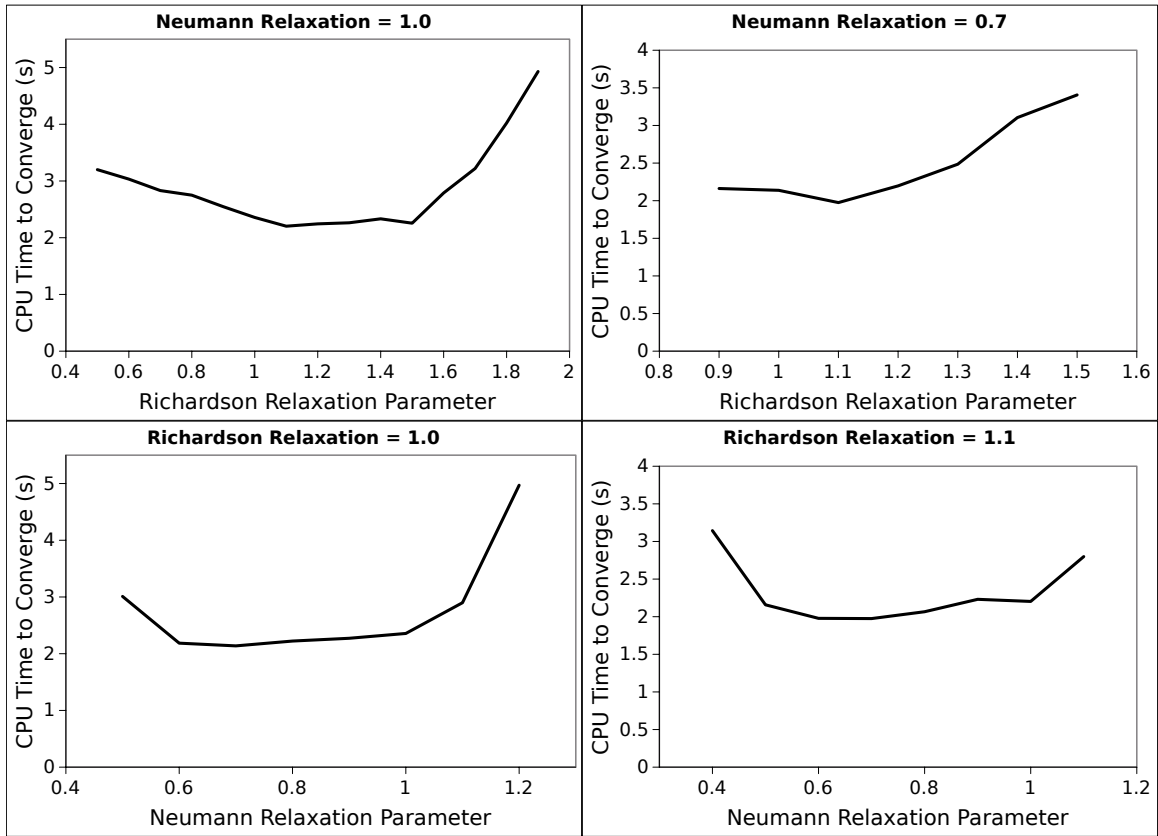 Neumann Relaxation = 1.0
CPU Time to Converge (s)
5
4
3
2
1
0
0.4 0.6 0.8 1 1.2 1.4 1.6 1.8 2
Richardson Relaxation Parameter
Neumann Relaxation = 0.7
CPU Time to Converge (s)
4
3.5
3
2.5
2
1.5
1
0.5
0
0.8 0.9 1 1.1 1.2 1.3 1.4 1.5 1.6
Richardson Relaxation Parameter
Richardson Relaxation = 1.0
CPU Time to Converge (s)
5
4
3
2
1
0
0.4 0.6 0.8 1 1.2
Neumann Relaxation Parameter
Richardson Relaxation = 1.1
CPU Time to Converge (s)
4
3.5
3
2.5
2
1.5
1
0.5
0
0.4 0.6 0.8 1 1.2
Neumann Relaxation Parameter